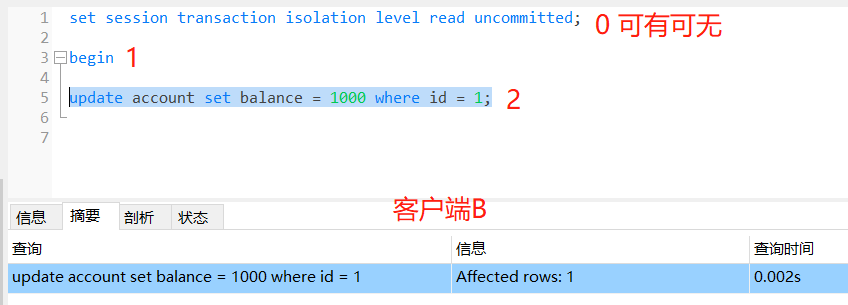 1 set session transaction isolation level read uncommitted; 0 可有可无
2
3 begin 1
4
5 update account set balance = 1000 where id = 1; 2
6
7
客户端B
信息 摘要 剖析 状态
查询 信息 查询时间
update account set balance = 1000 where id = 1 Affected rows: 1 0.002s